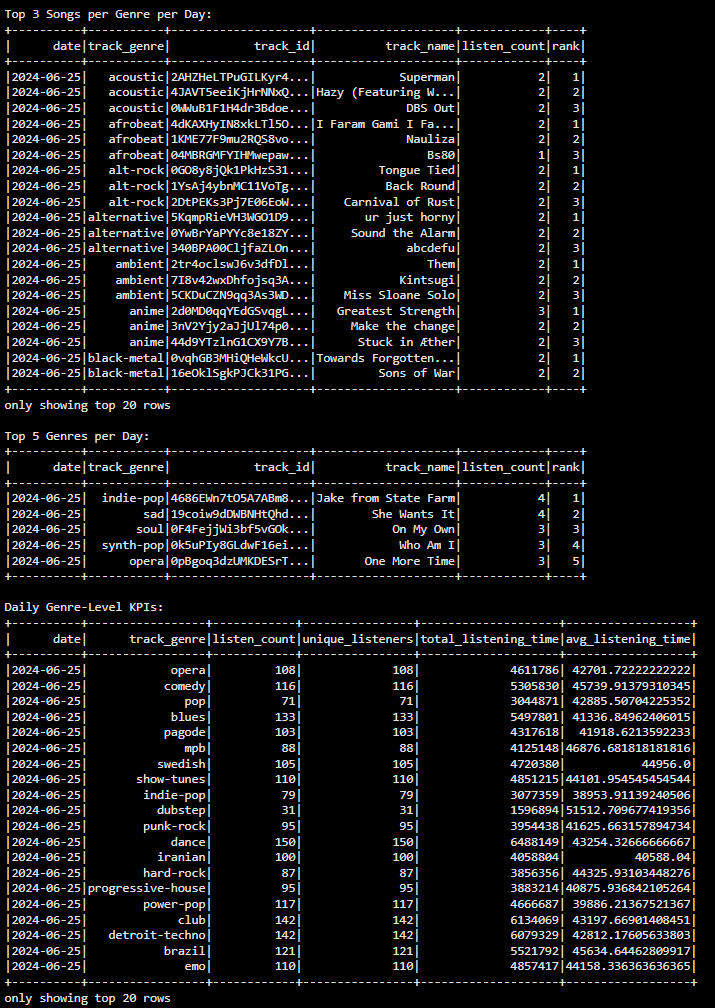 Top 3 Songs per Genre per Day:
+----------+-----------+--------------------+--------------------+------------+----+
|      date|track_genre|            track_id|          track_name|listen_count|rank|
+----------+-----------+--------------------+--------------------+------------+----+
|2024-06-25|   acoustic|2AHZHeLTPuGILKyr4...|            Superman|           2|   1|
|2024-06-25|   acoustic|4JAVT5eeiKjHrNNxQ...|Hazy (Featuring W...|           2|   2|
|2024-06-25|   acoustic|0WWuB1F1H4dr3Bdoe...|             DBS Out|           2|   3|
|2024-06-25|   afrobeat|4dKAXHyIN8xkLTl5O...|I Faram Gami I Fa...|           2|   1|
|2024-06-25|   afrobeat|1KME77F9mu2RQS8vo...|             Nauliza|           2|   2|
|2024-06-25|   afrobeat|04MBRGMFYIHMwepaw...|                Bs80|           1|   3|
|2024-06-25|   alt-rock|0GO8y8jQk1PkHzS31...|         Tongue Tied|           2|   1|
|2024-06-25|   alt-rock|1YsAj4ybnMC11VoTg...|          Back Round|           2|   2|
|2024-06-25|   alt-rock|2DtPEKs3Pj7E06EoW...|    Carnival of Rust|           2|   3|
|2024-06-25|alternative|5KqmpRieVH3WGO1D9...|       ur just horny|           2|   1|
|2024-06-25|alternative|0YwBrYaPYYc8e18ZY...|     Sound the Alarm|           2|   2|
|2024-06-25|alternative|340BPA00CljfaZLOn...|             abcdefu|           2|   3|
|2024-06-25|    ambient|2tr4oclswJ6v3dfDl...|                Them|           2|   1|
|2024-06-25|    ambient|7I8v42wxDhfojsq3A...|            Kintsugi|           2|   2|
|2024-06-25|    ambient|5CKDuCZN9qq3As3WD...|    Miss Sloane Solo|           2|   3|
|2024-06-25|      anime|2d0MD0qqYEdGSvqgL...|   Greatest Strength|           3|   1|
|2024-06-25|      anime|3nV2Yjy2aJjUl74p0...|     Make the change|           2|   2|
|2024-06-25|      anime|44d9YTzlnG1CX9Y7B...|      Stuck in Æther|           2|   3|
|2024-06-25|black-metal|0vqhGB3MHiQHeWkcU...|Towards Forgotten...|           2|   1|
|2024-06-25|black-metal|16eOklSgkPJCk31PG...|         Sons of War|           2|   2|
+----------+-----------+--------------------+--------------------+------------+----+
only showing top 20 rows
Top 5 Genres per Day:
+----------+-----------+--------------------+--------------------+------------+----+
|      date|track_genre|            track_id|          track_name|listen_count|rank|
+----------+-----------+--------------------+--------------------+------------+----+
|2024-06-25|  indie-pop|4686EWn7tO5A7ABm8...|Jake from State Farm|           4|   1|
|2024-06-25|        sad|19coiw9dDWBNHtQhd...|        She Wants It|           4|   2|
|2024-06-25|       soul|0F4FejjWi3bf5vGOk...|           On My Own|           3|   3|
|2024-06-25|  synth-pop|0k5uPIy8GLdwF16ei...|            Who Am I|           3|   4|
|2024-06-25|      opera|0pBgoq3dzUMKDESrT...|       One More Time|           3|   5|
+----------+-----------+--------------------+--------------------+------------+----+
Daily Genre-Level KPIs:
+----------+-----------------+------------+----------------+--------------------+------------------+
|      date|      track_genre|listen_count|unique_listeners|total_listening_time|avg_listening_time|
+----------+-----------------+------------+----------------+--------------------+------------------+
|2024-06-25|            opera|         108|             108|             4611786| 42701.72222222222|
|2024-06-25|           comedy|         116|             116|             5305830| 45739.91379310345|
|2024-06-25|              pop|          71|              71|             3044871| 42885.50704225352|
|2024-06-25|            blues|         133|             133|             5497801| 41336.84962406015|
|2024-06-25|           pagode|         103|             103|             4317618|  41918.6213592233|
|2024-06-25|              mpb|          88|              88|             4125148|46876.681818181816|
|2024-06-25|          swedish|         105|             105|             4720380|           44956.0|
|2024-06-25|       show-tunes|         110|             110|             4851215|44101.954545454544|
|2024-06-25|        indie-pop|          79|              79|             3077359| 38953.91139240506|
|2024-06-25|          dubstep|          31|              31|             1596894|51512.709677419356|
|2024-06-25|        punk-rock|          95|              95|             3954438|41625.663157894734|
|2024-06-25|            dance|         150|             150|             6488149| 43254.32666666667|
|2024-06-25|          iranian|         100|             100|             4058804|          40588.04|
|2024-06-25|        hard-rock|          87|              87|             3856356| 44325.93103448276|
|2024-06-25|progressive-house|          95|              95|             3883214|40875.936842105264|
|2024-06-25|        power-pop|         117|             117|             4666687| 39886.21367521367|
|2024-06-25|             club|         142|             142|             6134069| 43197.66901408451|
|2024-06-25|   detroit-techno|         142|             142|             6079329| 42812.17605633803|
|2024-06-25|           brazil|         121|             121|             5521792| 45634.64462809917|
|2024-06-25|              emo|         110|             110|             4857417|44158.336363636365|
+----------+-----------------+------------+----------------+--------------------+------------------+
only showing top 20 rows